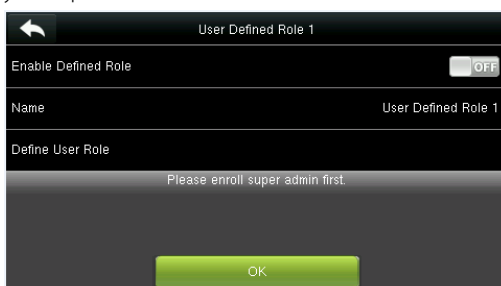 User Defined Role 1
Enable Defined Role OFF
Name User Defined Role 1
Define User Role
Please enroll super admin first.
OK